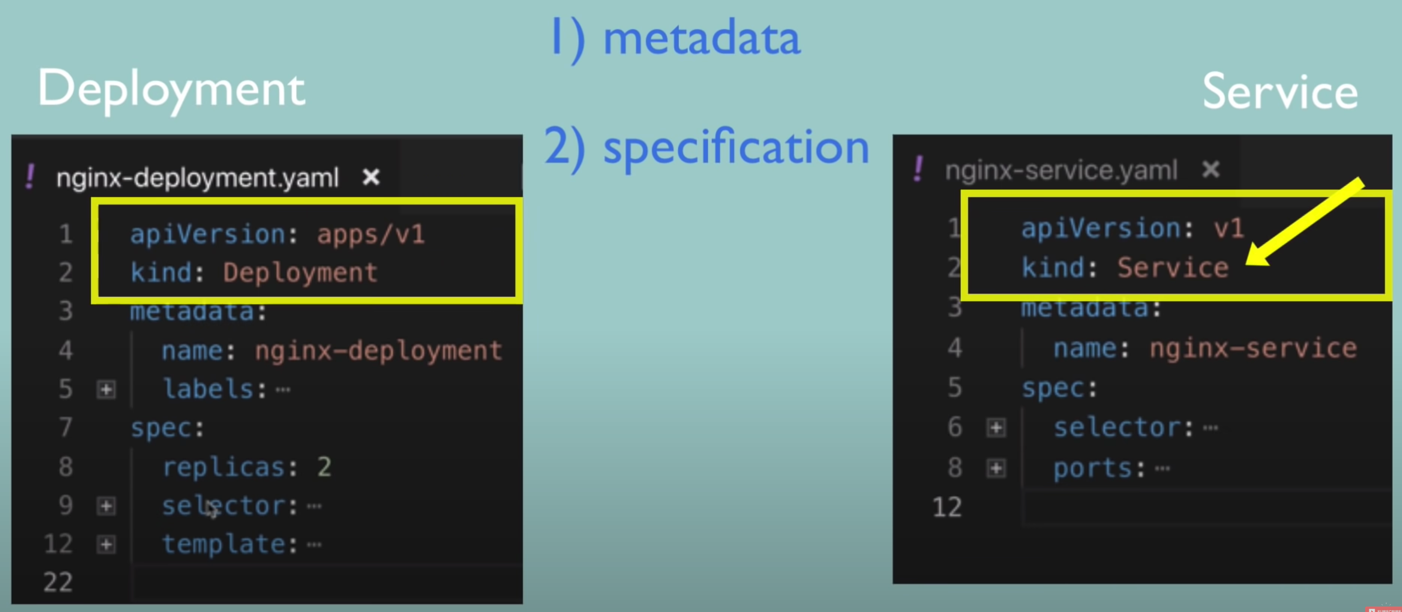 1) metadata
Deployment
Service
2) specification
! nginx-deployment.yaml ×
1 apiVersion: apps/v1
2 kind: Deployment
3 metadata:
4 name: nginx-deployment
5 labels:···
7 spec:
8 replicas: 2
9 selector:···
12 template:···
22
! nginx-service.yaml ×
1 apiVersion: v1
2 kind: Service
3 metadata:
4 name: nginx-service
5 spec:
6 selector:···
8 ports:···
12